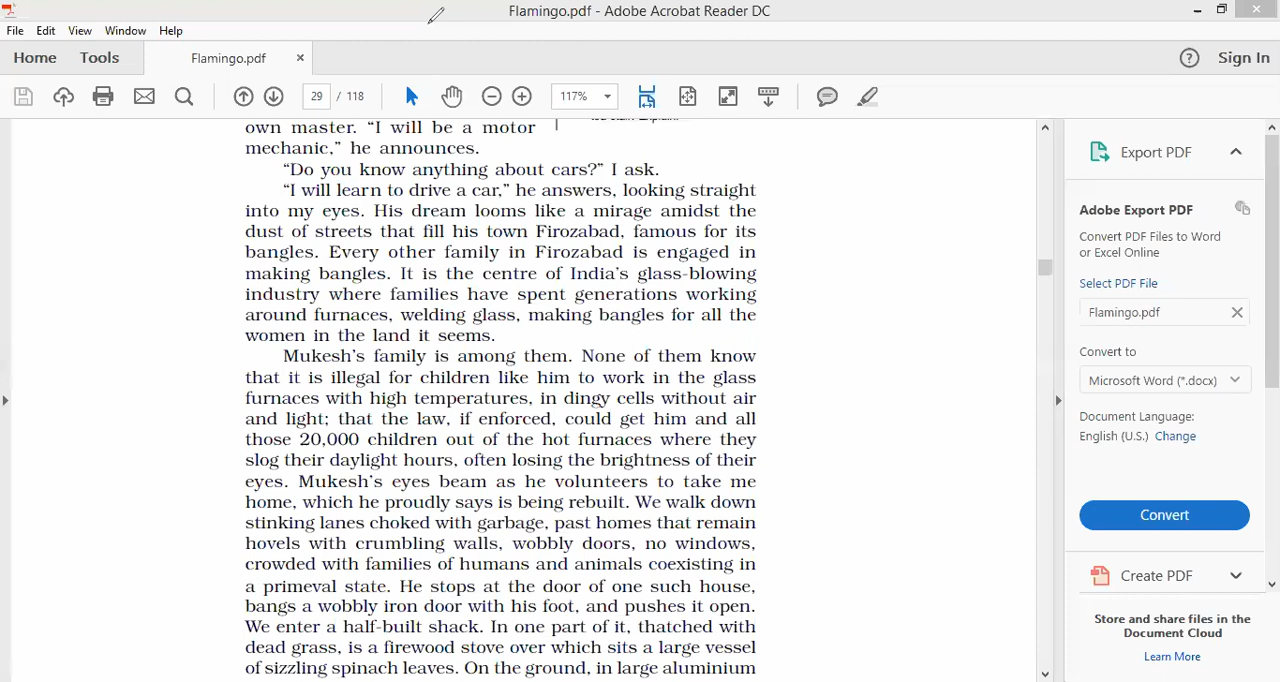 Flamingo.pdf - Adobe Acrobat Reader DC
File Edit View Window Help
Home Tools Flamingo.pdf × ? Sign In
29 / 118 117%
own master. “I will be a motor
mechanic,” he announces.
“Do you know anything about cars?” I ask.
“I will learn to drive a car,” he answers, looking straight
into my eyes. His dream looms like a mirage amidst the
dust of streets that fill his town Firozabad, famous for its
bangles. Every other family in Firozabad is engaged in
making bangles. It is the centre of India’s glass-blowing
industry where families have spent generations working
around furnaces, welding glass, making bangles for all the
women in the land it seems.
Mukesh’s family is among them. None of them know
that it is illegal for children like him to work in the glass
furnaces with high temperatures, in dingy cells without air
and light; that the law, if enforced, could get him and all
those 20,000 children out of the hot furnaces where they
slog their daylight hours, often losing the brightness of their
eyes. Mukesh’s eyes beam as he volunteers to take me
home, which he proudly says is being rebuilt. We walk down
stinking lanes choked with garbage, past homes that remain
hovels with crumbling walls, wobbly doors, no windows,
crowded with families of humans and animals coexisting in
a primeval state. He stops at the door of one such house,
bangs a wobbly iron door with his foot, and pushes it open.
We enter a half-built shack. In one part of it, thatched with
dead grass, is a firewood stove over which sits a large vessel
of sizzling spinach leaves. On the ground, in large aluminium
Export PDF
Adobe Export PDF
Convert PDF Files to Word
or Excel Online
Select PDF File
Flamingo.pdf
Convert to
Microsoft Word (*.docx)
Document Language:
English (U.S.) Change
Convert
Create PDF
Store and share files in the
Document Cloud
Learn More